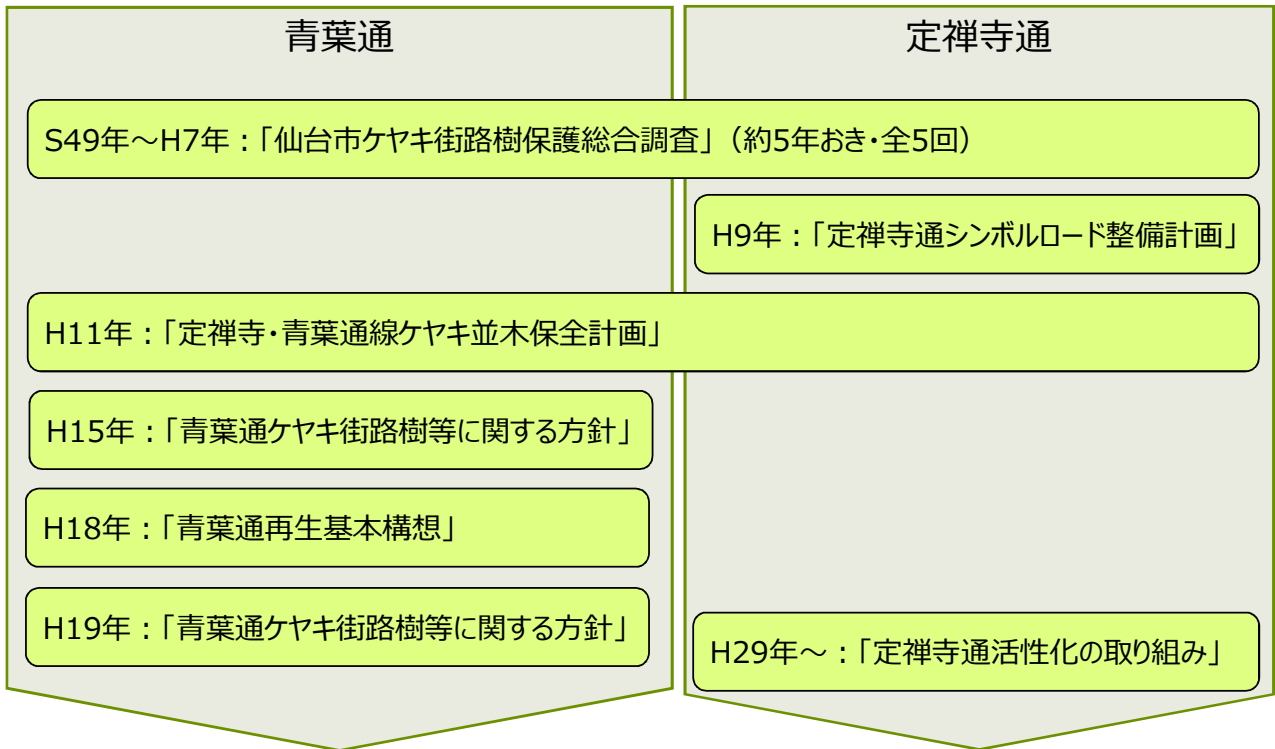 青葉通
定禅寺通
S49年～H7年：「仙台市ケヤキ街路樹保護総合調査」（約5年おき・全5回）
H9年：「定禅寺通シンボルロード整備計画」
H11年：「定禅寺・青葉通線ケヤキ並木保全計画」
H15年：「青葉通ケヤキ街路樹等に関する方針」
H18年：「青葉通再生基本構想」
H19年：「青葉通ケヤキ街路樹等に関する方針」
H29年～：「定禅寺通活性化の取り組み」